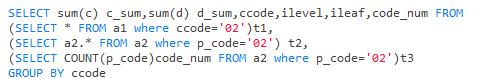 SELECT sum(c) c_sum,sum(d) d_sum,ccode,ilevel,ileaf,code_num FROM
(SELECT * FROM a1 where ccode='02')t1,
(SELECT a2.* FROM a2 where p_code='02') t2,
(SELECT COUNT(p_code)code_num FROM a2 where p_code='02')t3
GROUP BY ccode